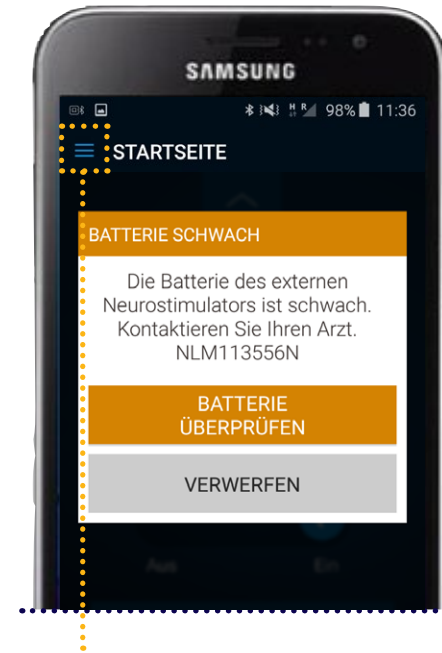 SAMSUNG
98% 11:36
STARTSEITE
BATTERIE SCHWACH
Die Batterie des externen
Neurostimulators ist schwach.
Kontaktieren Sie Ihren Arzt.
NLM113556N
BATTERIE
ÜBERPRÜFEN
VERWERFEN
Aus Ein